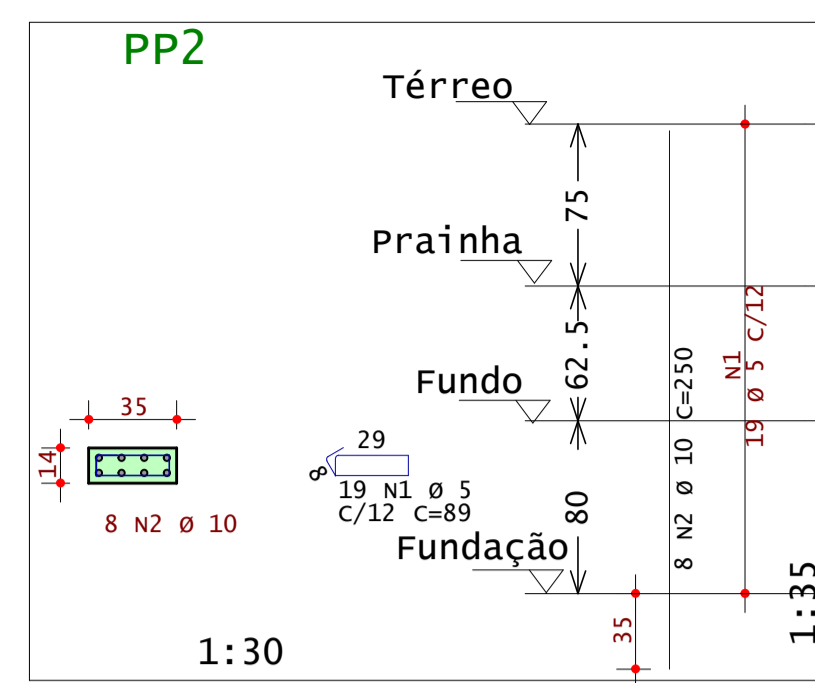 PP2
Térreo
75
Prainha
62.5
Fundo
80
Fundação
35
14
8 N2 Ø 10
29
8
19 N1 Ø 5
C/12 C=89
8 N2 Ø 10 C=250
N1
19 Ø 5 C/12
35
1:30
1:35